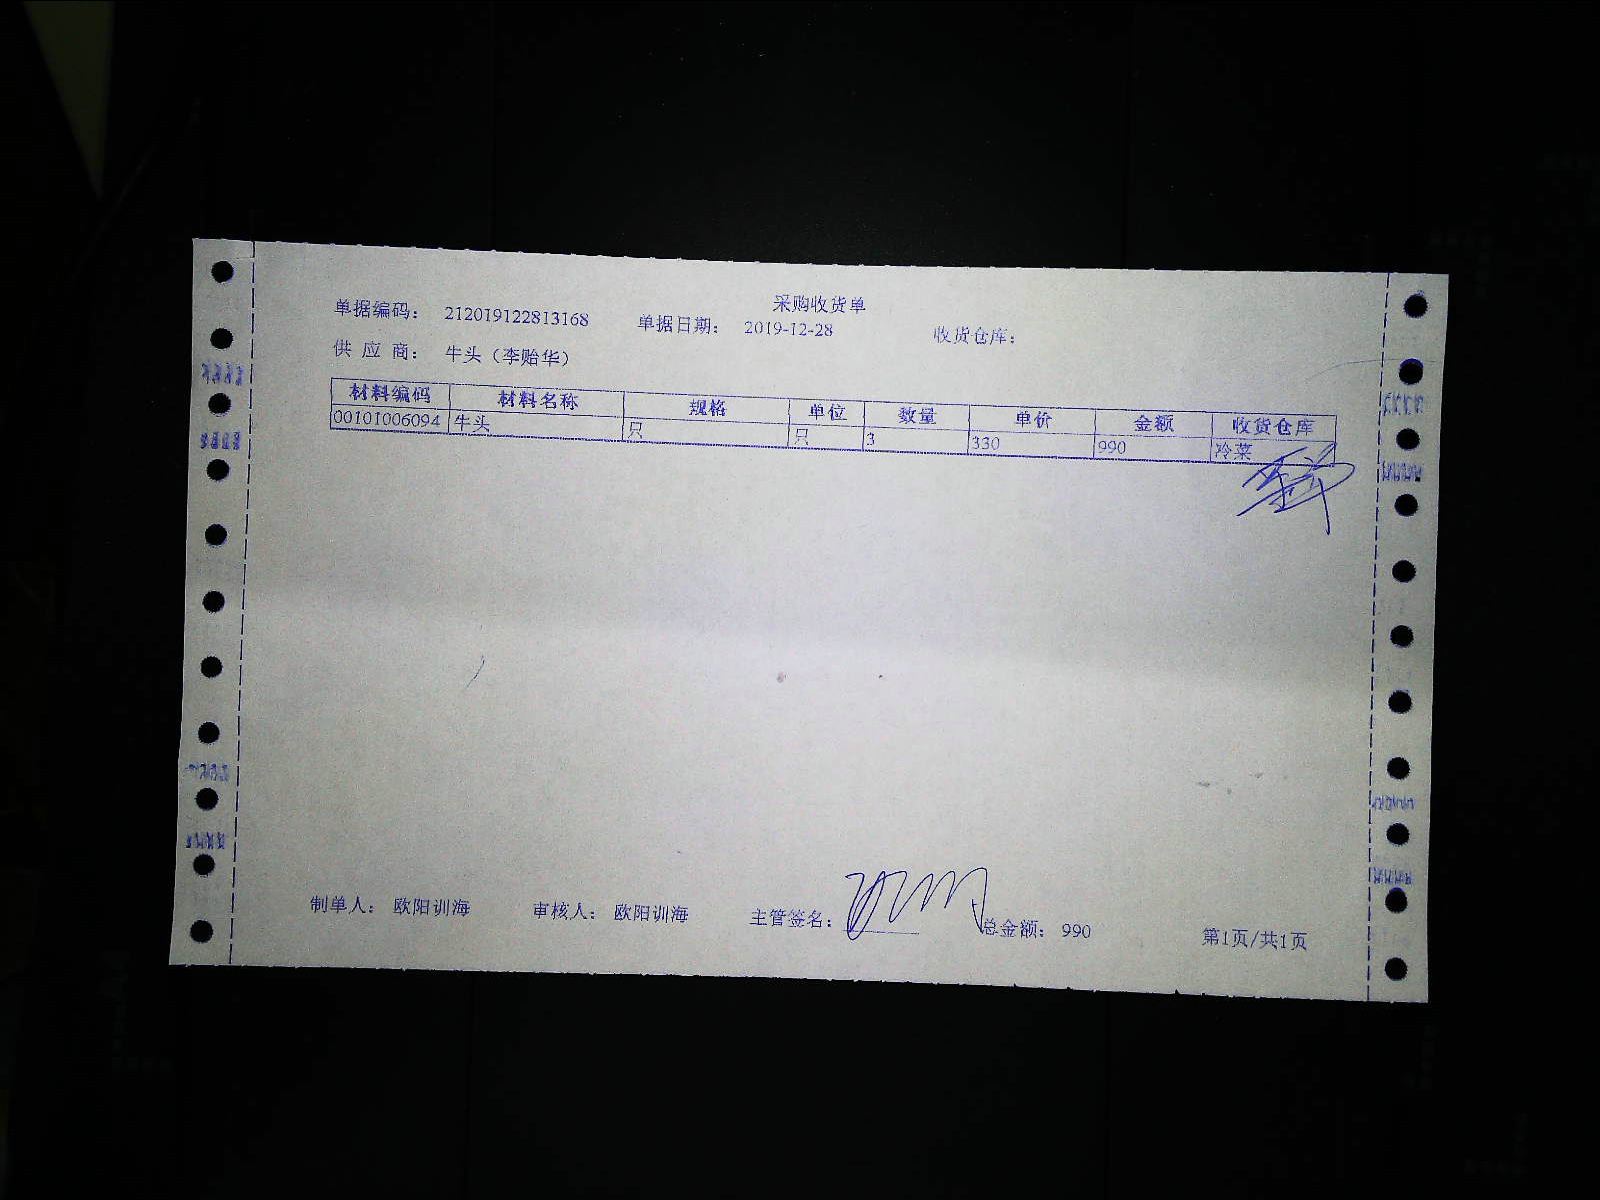 采购收货单
单据编码： 212019122813168 单据日期： 2019-12-28 收货仓库：
供 应 商： 牛头（李贻华）
材料编码 材料名称 规格 单位 数量 单价 金额 收货仓库
00101006094 牛头 只 只 3 330 990 冷菜
制单人： 欧阳训海 审核人： 欧阳训海 主管签名： 总金额： 990 第1页/共1页